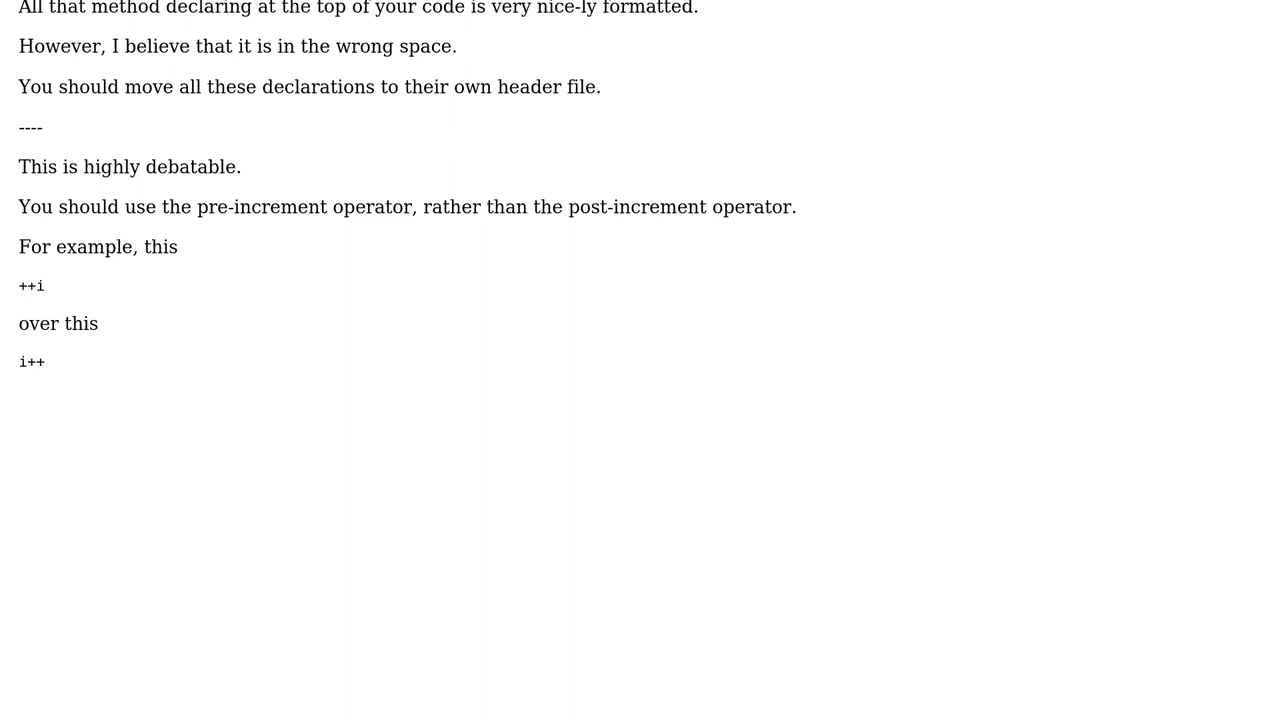 All that method declaring at the top of your code is very nice-ly formatted.
However, I believe that it is in the wrong space.
You should move all these declarations to their own header file.
----
This is highly debatable.
You should use the pre-increment operator, rather than the post-increment operator.
For example, this
++i
over this
i++